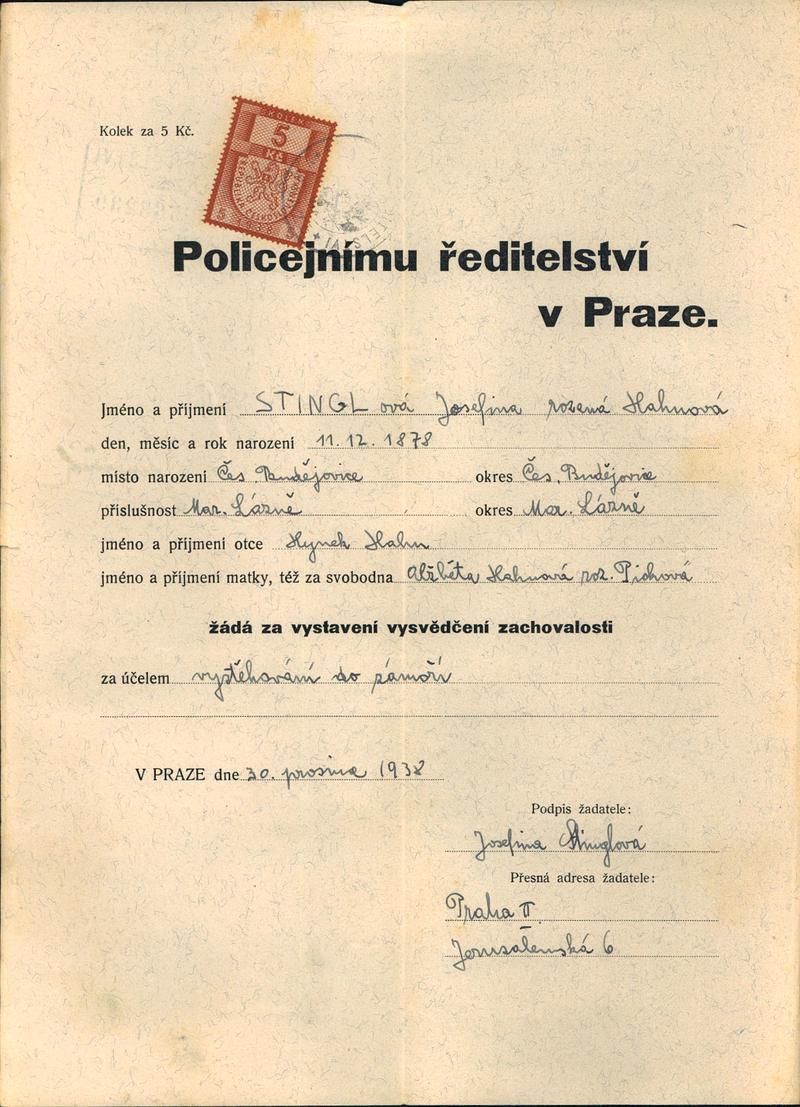 Kolek za 5 Kč.
KOLEK
5
Kč
Policejnímu ředitelství
v Praze.
Jméno a příjmení STINGLová Josefina rozená Hahnová
den, měsíc a rok narození 11.12.1878
místo narození Čes. Budějovice okres Čes. Budějovice
příslušnost Mar. Lázně okres Mar. Lázně
jméno a příjmení otce Hynek Hahn
jméno a příjmení matky, též za svobodna Alžběta Hahnová roz. Pichová
žádá za vystavení vysvědčení zachovalosti
za účelem vystěhování do zámoří
V PRAZE dne 30. prosince 1938
Podpis žadatele:
Josefina Stinglová
Přesná adresa žadatele:
Praha II
Jerusalemská 6